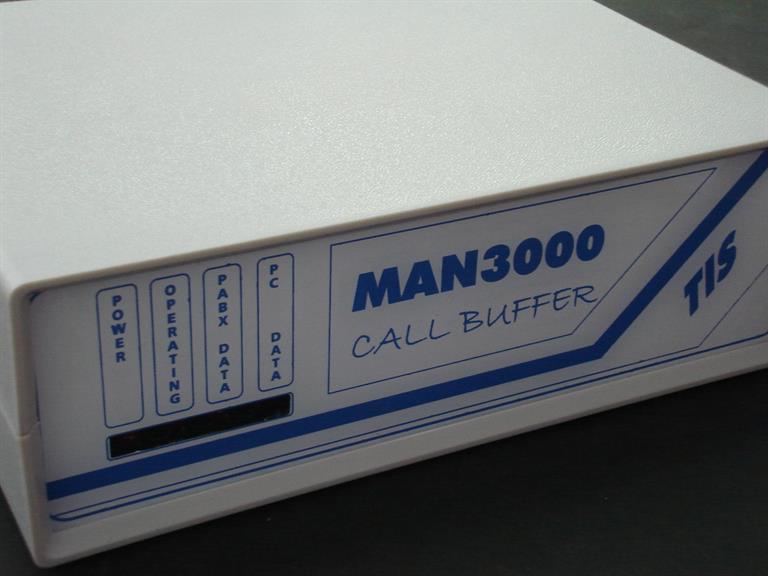 POWER
OPERATING
PABX DATA
PC DATA
MAN3000
CALL BUFFER
TIS